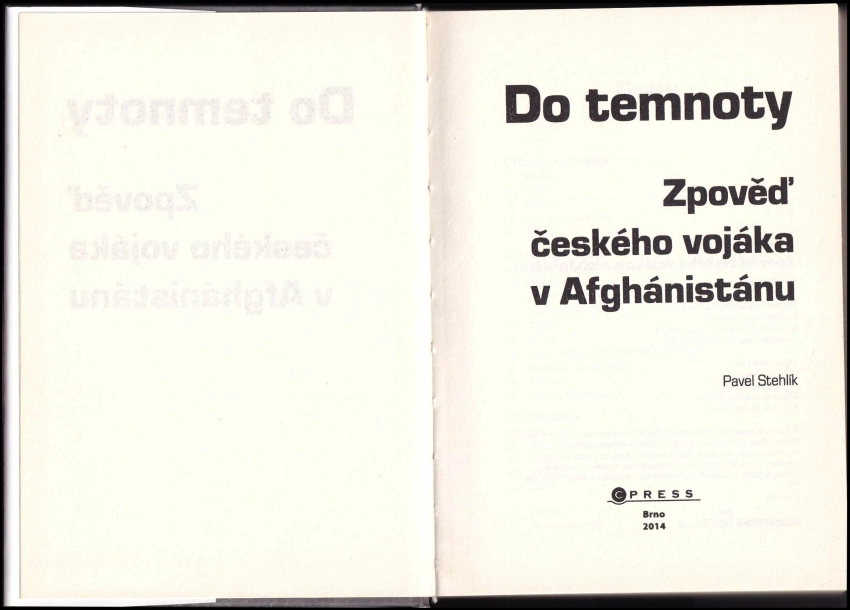 Do temnoty
Zpověď
českého vojáka
v Afghánistánu
Pavel Stehlík
CPRESS
Brno
2014